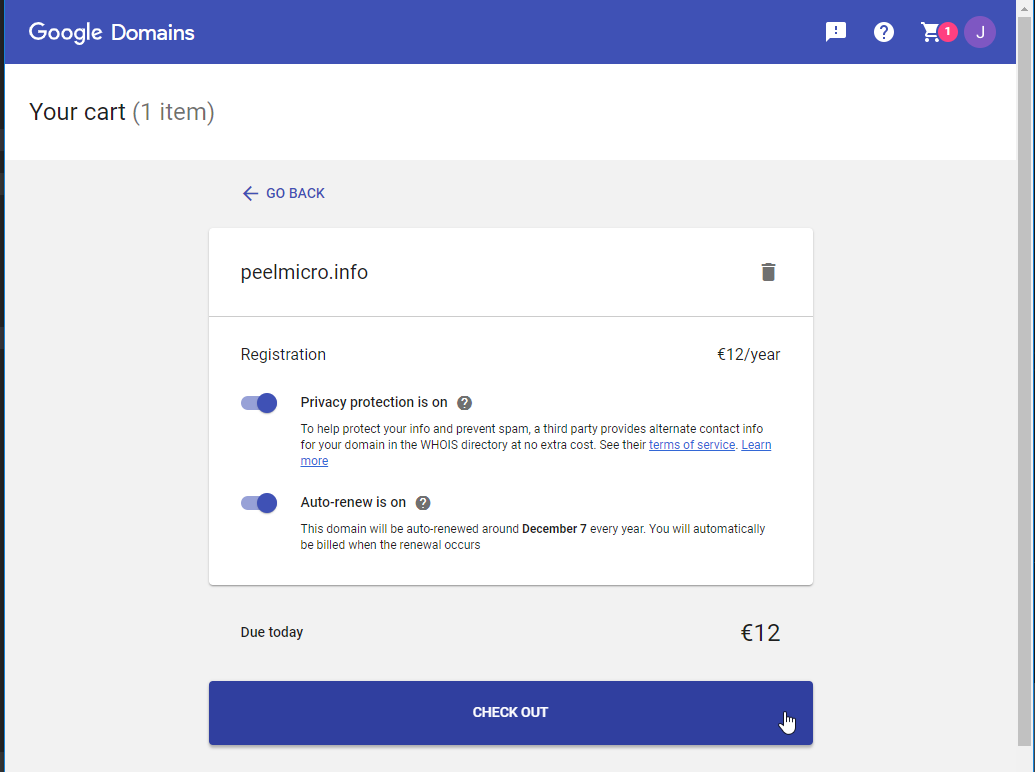 Google Domains
1
J
Your cart (1 item)
GO BACK
peelmicro.info
Registration €12/year
Privacy protection is on
To help protect your info and prevent spam, a third party provides alternate contact info
for your domain in the WHOIS directory at no extra cost. See their terms of service. Learn
more
Auto-renew is on
This domain will be auto-renewed around December 7 every year. You will automatically
be billed when the renewal occurs
Due today €12
CHECK OUT